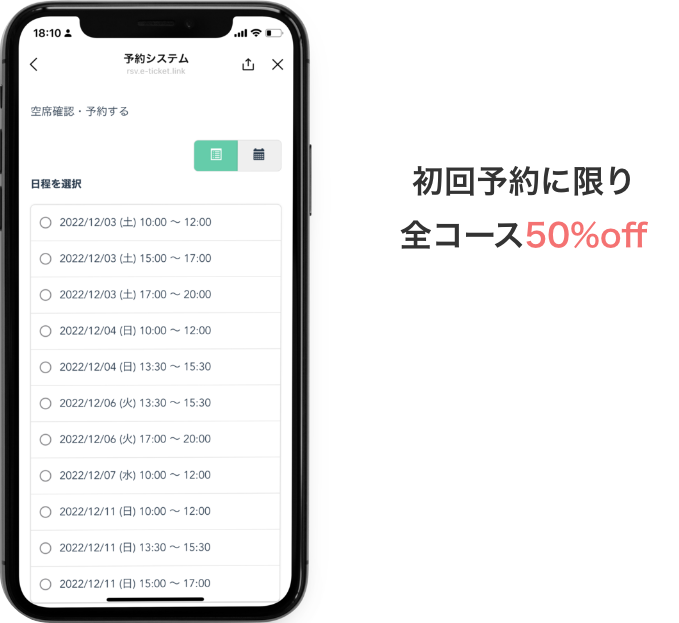 18:10
予約システム
rsv.e-ticket.link
空席確認・予約する
日程を選択
2022/12/03 (土) 10:00 〜 12:00
2022/12/03 (土) 15:00 〜 17:00
2022/12/03 (土) 17:00 〜 20:00
2022/12/04 (日) 10:00 〜 12:00
2022/12/04 (日) 13:30 〜 15:30
2022/12/06 (火) 13:30 〜 15:30
2022/12/06 (火) 17:00 〜 20:00
2022/12/07 (水) 10:00 〜 12:00
2022/12/11 (日) 10:00 〜 12:00
2022/12/11 (日) 13:30 〜 15:30
2022/12/11 (日) 15:00 〜 17:00
初回予約に限り
全コース50%off